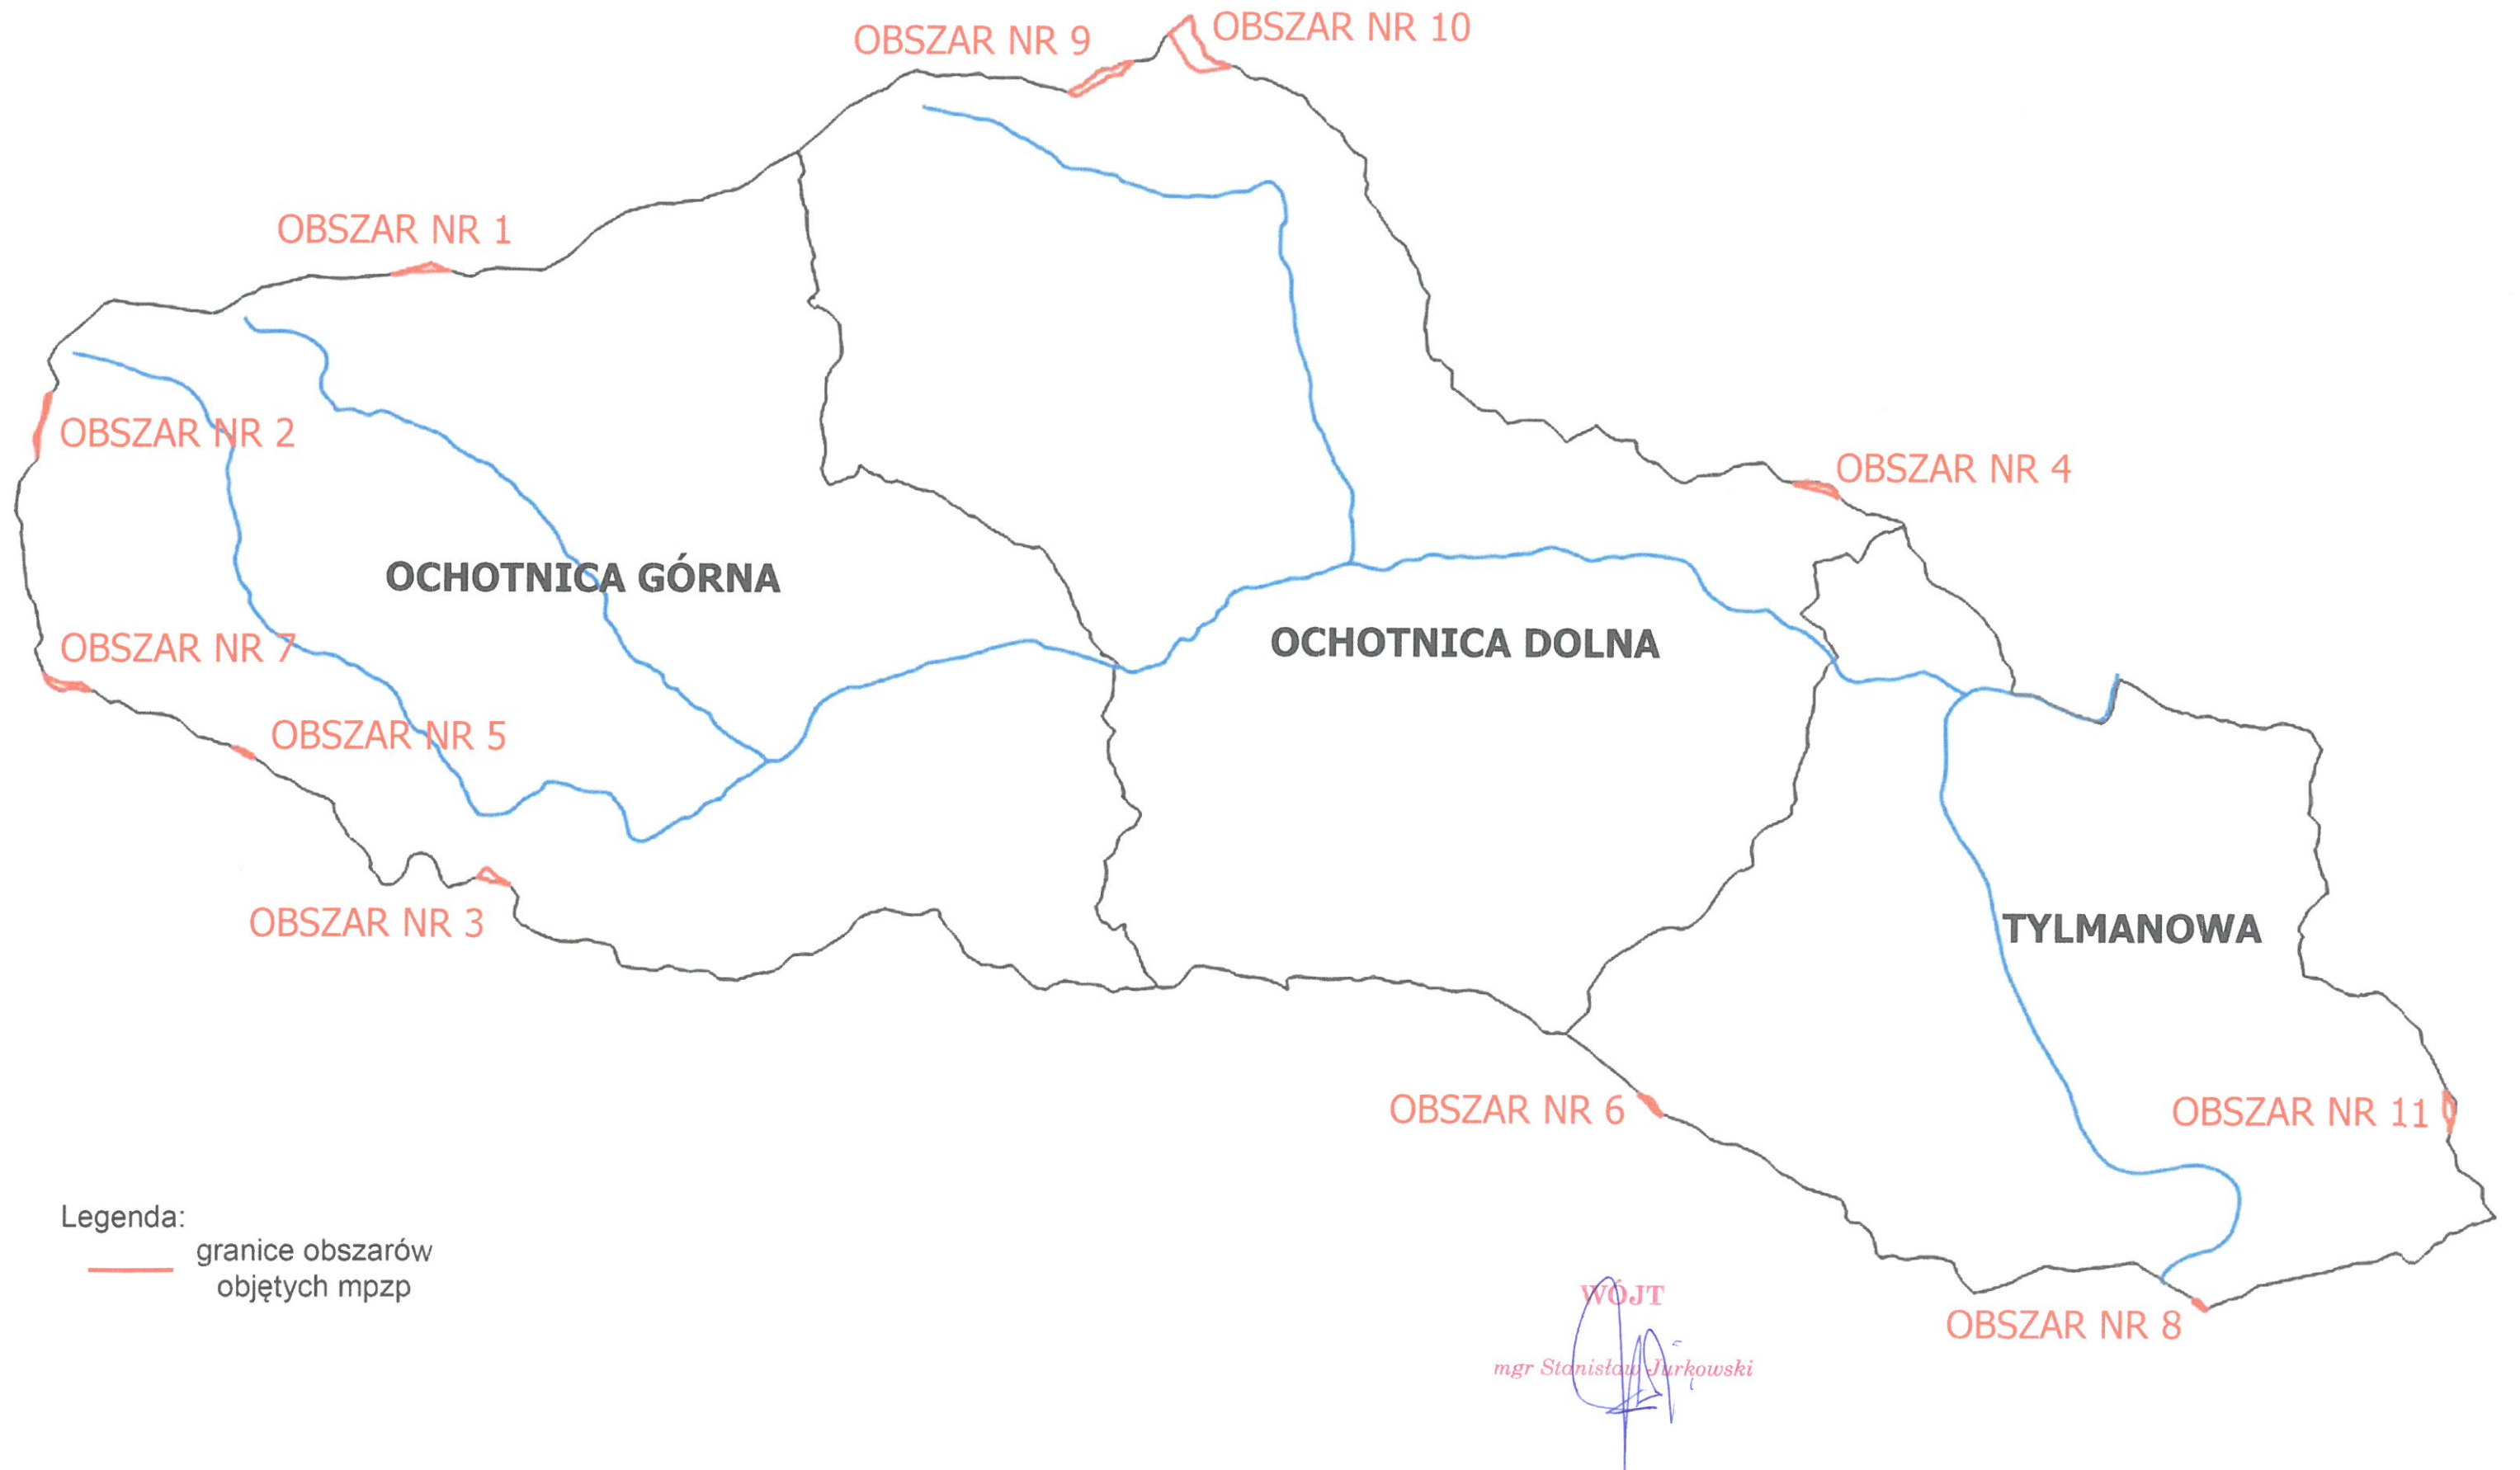 OBSZAR NR 9
OBSZAR NR 10
OBSZAR NR 1
OBSZAR NR 2
OBSZAR NR 4
OCHOTNICA GÓRNA
OBSZAR NR 7
OCHOTNICA DOLNA
OBSZAR NR 5
OBSZAR NR 3
TYLMANOWA
OBSZAR NR 6
OBSZAR NR 11
Legenda:
granice obszarów
objętych mpzp
OBSZAR NR 8
WÓJT
mgr Stanisław Jurkowski